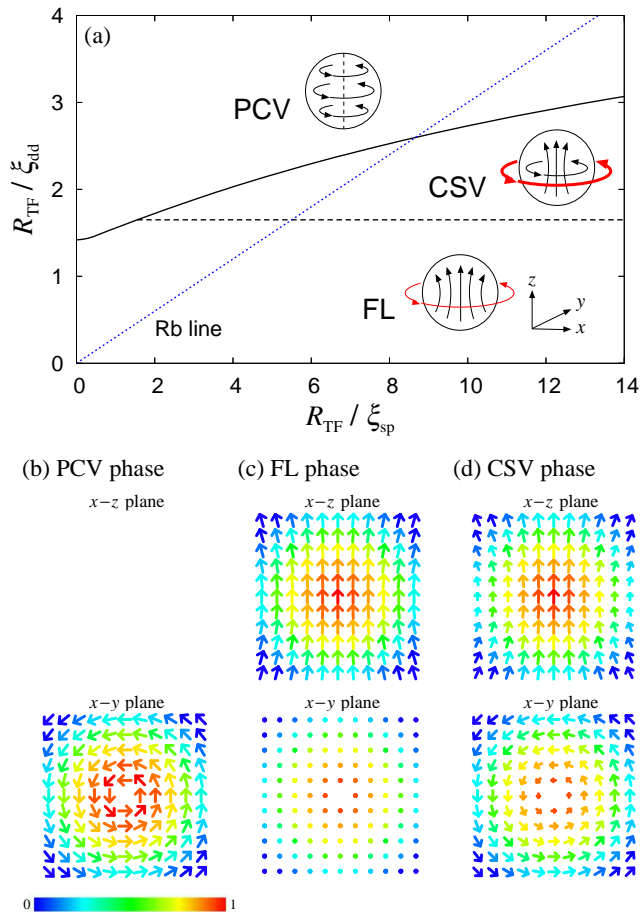 (a)
4
3
2
1
0
R_TF / ξ_dd
PCV
CSV
FL
Rb line
z
y
x
0 2 4 6 8 10 12 14
R_TF / ξ_sp
(b) PCV phase (c) FL phase (d) CSV phase
x−z plane x−z plane x−z plane
x−y plane x−y plane x−y plane
0 1